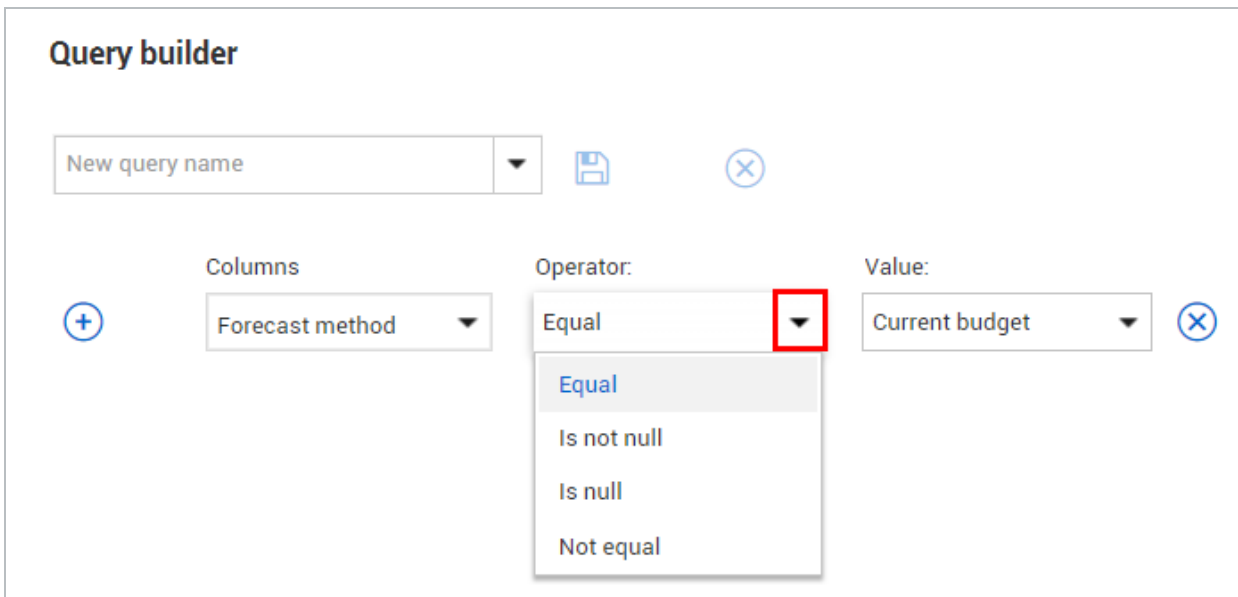 Query builder
New query name
Columns Operator: Value:
Forecast method Equal Current budget
Equal
Is not null
Is null
Not equal